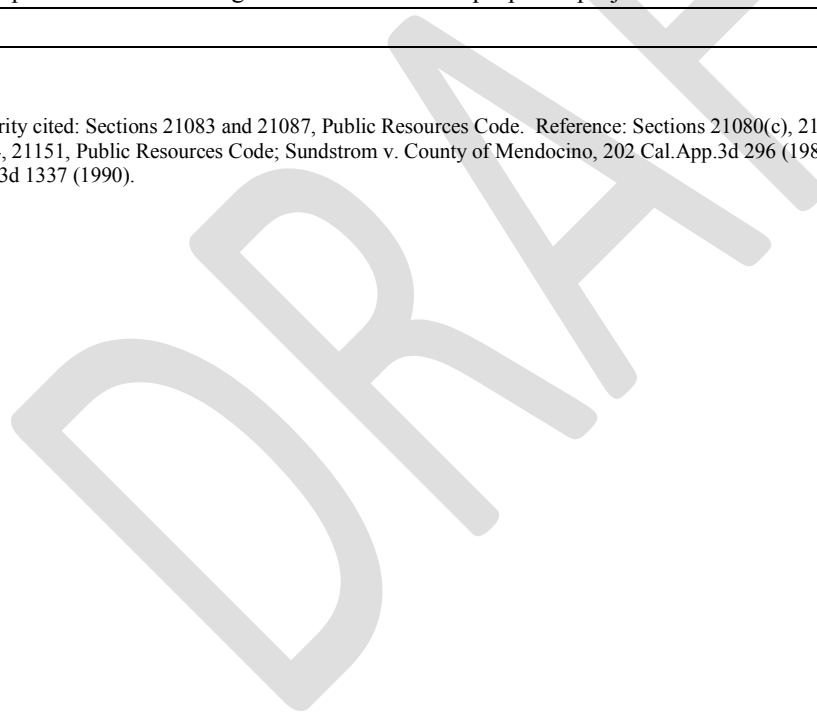 rity cited: Sections 21083 and 21087, Public Resources Code. Reference: Sections 21080(c), 21
, 21151, Public Resources Code; Sundstrom v. County of Mendocino, 202 Cal.App.3d 296 (198
3d 1337 (1990).
DRAF